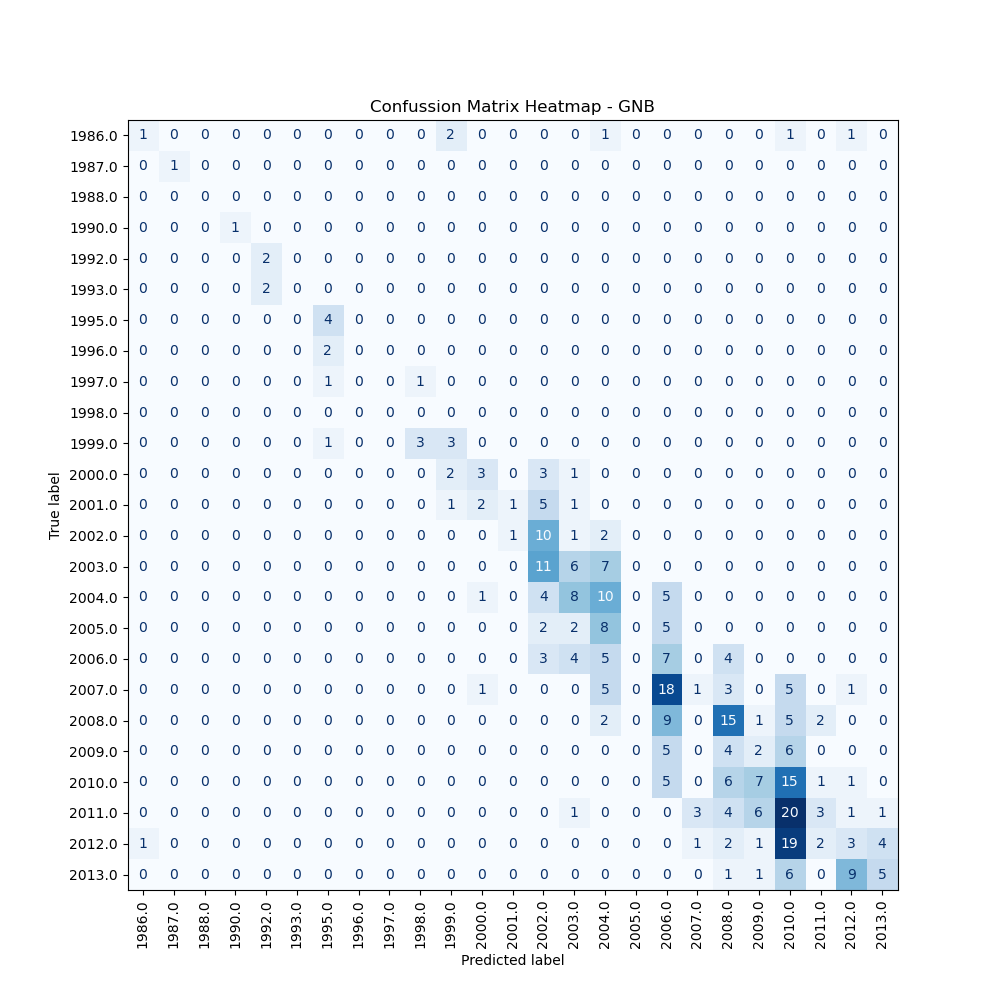 Confussion Matrix Heatmap - GNB
True label
1986.0 1 0 0 0 0 0 0 0 0 0 2 0 0 0 0 1 0 0 0 0 0 1 0 1 0
1987.0 0 1 0 0 0 0 0 0 0 0 0 0 0 0 0 0 0 0 0 0 0 0 0 0 0
1988.0 0 0 0 0 0 0 0 0 0 0 0 0 0 0 0 0 0 0 0 0 0 0 0 0 0
1990.0 0 0 0 1 0 0 0 0 0 0 0 0 0 0 0 0 0 0 0 0 0 0 0 0 0
1992.0 0 0 0 0 2 0 0 0 0 0 0 0 0 0 0 0 0 0 0 0 0 0 0 0 0
1993.0 0 0 0 0 2 0 0 0 0 0 0 0 0 0 0 0 0 0 0 0 0 0 0 0 0
1995.0 0 0 0 0 0 0 4 0 0 0 0 0 0 0 0 0 0 0 0 0 0 0 0 0 0
1996.0 0 0 0 0 0 0 2 0 0 0 0 0 0 0 0 0 0 0 0 0 0 0 0 0 0
1997.0 0 0 0 0 0 0 1 0 0 1 0 0 0 0 0 0 0 0 0 0 0 0 0 0 0
1998.0 0 0 0 0 0 0 0 0 0 0 0 0 0 0 0 0 0 0 0 0 0 0 0 0 0
1999.0 0 0 0 0 0 0 1 0 0 3 3 0 0 0 0 0 0 0 0 0 0 0 0 0 0
2000.0 0 0 0 0 0 0 0 0 0 0 2 3 0 3 1 0 0 0 0 0 0 0 0 0 0
2001.0 0 0 0 0 0 0 0 0 0 0 1 2 1 5 1 0 0 0 0 0 0 0 0 0 0
2002.0 0 0 0 0 0 0 0 0 0 0 0 0 1 10 1 2 0 0 0 0 0 0 0 0 0
2003.0 0 0 0 0 0 0 0 0 0 0 0 0 0 11 6 7 0 0 0 0 0 0 0 0 0
2004.0 0 0 0 0 0 0 0 0 0 0 0 1 0 4 8 10 0 5 0 0 0 0 0 0 0
2005.0 0 0 0 0 0 0 0 0 0 0 0 0 0 2 2 8 0 5 0 0 0 0 0 0 0
2006.0 0 0 0 0 0 0 0 0 0 0 0 0 0 3 4 5 0 7 0 4 0 0 0 0 0
2007.0 0 0 0 0 0 0 0 0 0 0 0 1 0 0 0 5 0 18 1 3 0 5 0 1 0
2008.0 0 0 0 0 0 0 0 0 0 0 0 0 0 0 0 2 0 9 0 15 1 5 2 0 0
2009.0 0 0 0 0 0 0 0 0 0 0 0 0 0 0 0 0 0 5 0 4 2 6 0 0 0
2010.0 0 0 0 0 0 0 0 0 0 0 0 0 0 0 0 0 0 5 0 6 7 15 1 1 0
2011.0 0 0 0 0 0 0 0 0 0 0 0 0 0 0 1 0 0 0 3 4 6 20 3 1 1
2012.0 1 0 0 0 0 0 0 0 0 0 0 0 0 0 0 0 0 0 1 2 1 19 2 3 4
2013.0 0 0 0 0 0 0 0 0 0 0 0 0 0 0 0 0 0 0 0 1 1 6 0 9 5
1986.0 1987.0 1988.0 1990.0 1992.0 1993.0 1995.0 1996.0 1997.0 1998.0 1999.0 2000.0 2001.0 2002.0 2003.0 2004.0 2005.0 2006.0 2007.0 2008.0 2009.0 2010.0 2011.0 2012.0 2013.0
Predicted label